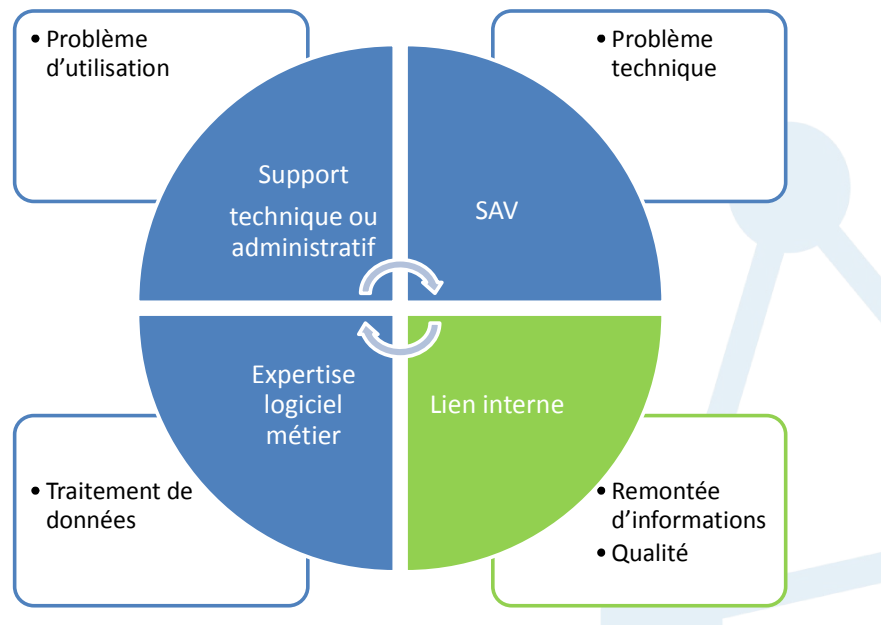 • Problème
d’utilisation
• Problème
technique
Support
technique ou
administratif
SAV
Expertise
logiciel
métier
Lien interne
• Traitement de
données
• Remontée
d’informations
• Qualité